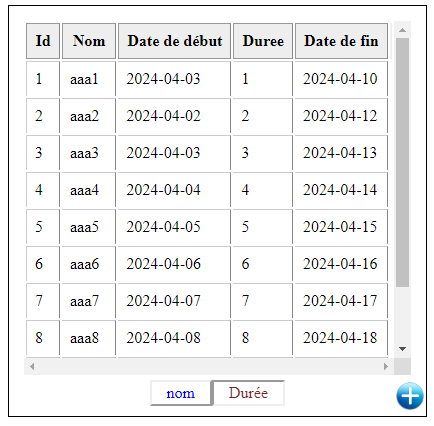 Id Nom Date de début Duree Date de fin
1 aaa1 2024-04-03 1 2024-04-10
2 aaa2 2024-04-02 2 2024-04-12
3 aaa3 2024-04-03 3 2024-04-13
4 aaa4 2024-04-04 4 2024-04-14
5 aaa5 2024-04-05 5 2024-04-15
6 aaa6 2024-04-06 6 2024-04-16
7 aaa7 2024-04-07 7 2024-04-17
8 aaa8 2024-04-08 8 2024-04-18
nom Durée